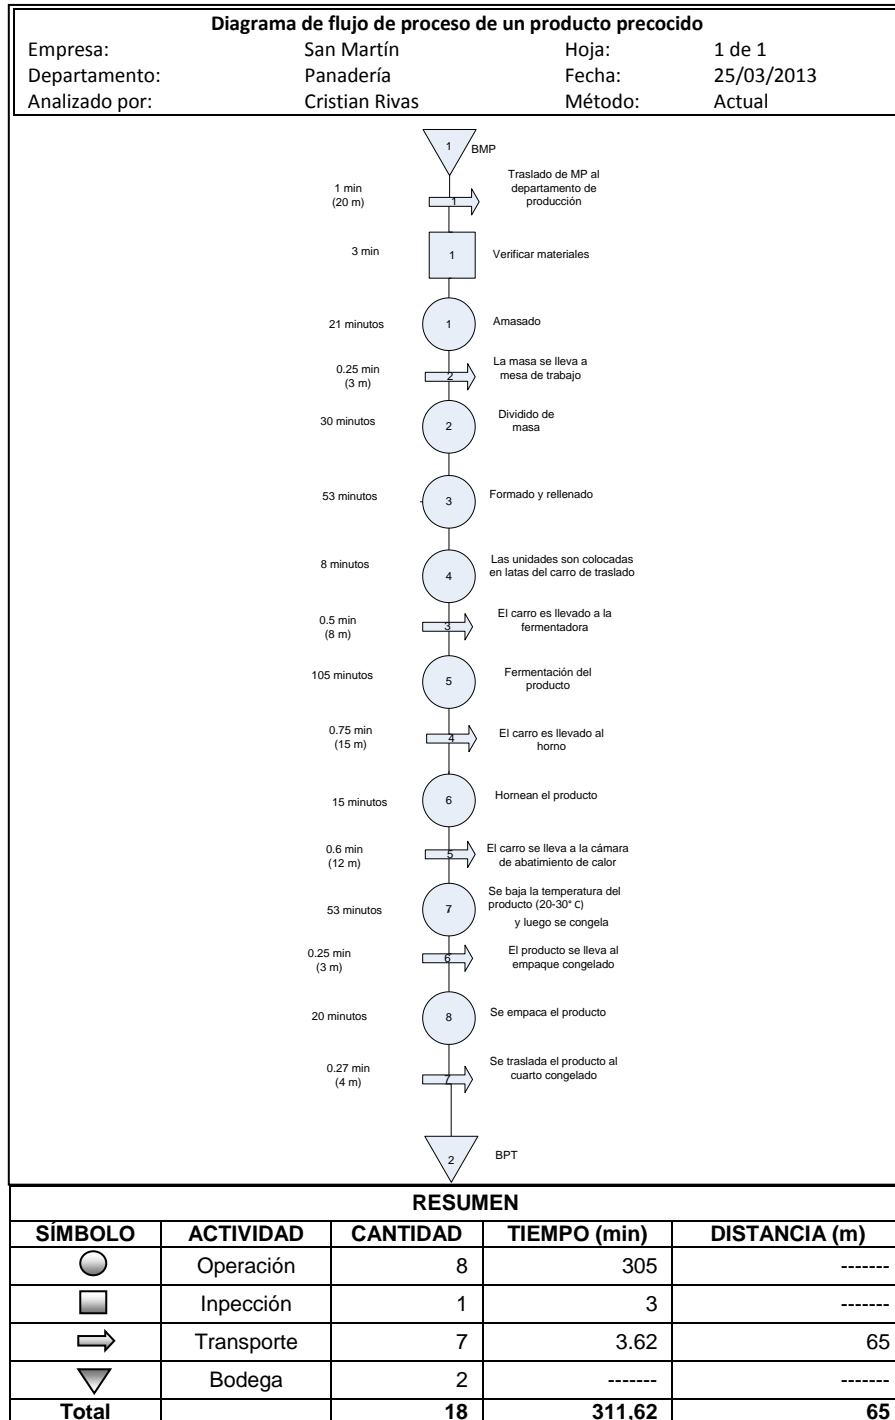 Diagrama de flujo de proceso de un producto precocido
Empresa: San Martín Hoja: 1 de 1
Departamento: Panadería Fecha: 25/03/2013
Analizado por: Cristian Rivas Método: Actual
1 BMP
1 min
(20 m)
1
Traslado de MP al
departamento de
producción
3 min
1
Verificar materiales
21 minutos
1
Amasado
0.25 min
(3 m)
2
La masa se lleva a
mesa de trabajo
30 minutos
2
Dividido de
masa
53 minutos
3
Formado y rellenado
8 minutos
4
Las unidades son colocadas
en latas del carro de traslado
0.5 min
(8 m)
3
El carro es llevado a la
fermentadora
105 minutos
5
Fermentación del
producto
0.75 min
(15 m)
4
El carro es llevado al
horno
15 minutos
6
Hornean el producto
0.6 min
(12 m)
5
El carro se lleva a la cámara
de abatimiento de calor
53 minutos
7
Se baja la temperatura del
producto (20-30° C)
y luego se congela
0.25 min
(3 m)
6
El producto se lleva al
empaque congelado
20 minutos
8
Se empaca el producto
0.27 min
(4 m)
7
Se traslada el producto al
cuarto congelado
2 BPT
RESUMEN
SÍMBOLO ACTIVIDAD CANTIDAD TIEMPO (min) DISTANCIA (m)
Operación 8 305 -------
Inpección 1 3 -------
Transporte 7 3.62 65
Bodega 2 ------- -------
Total 18 311,62 65